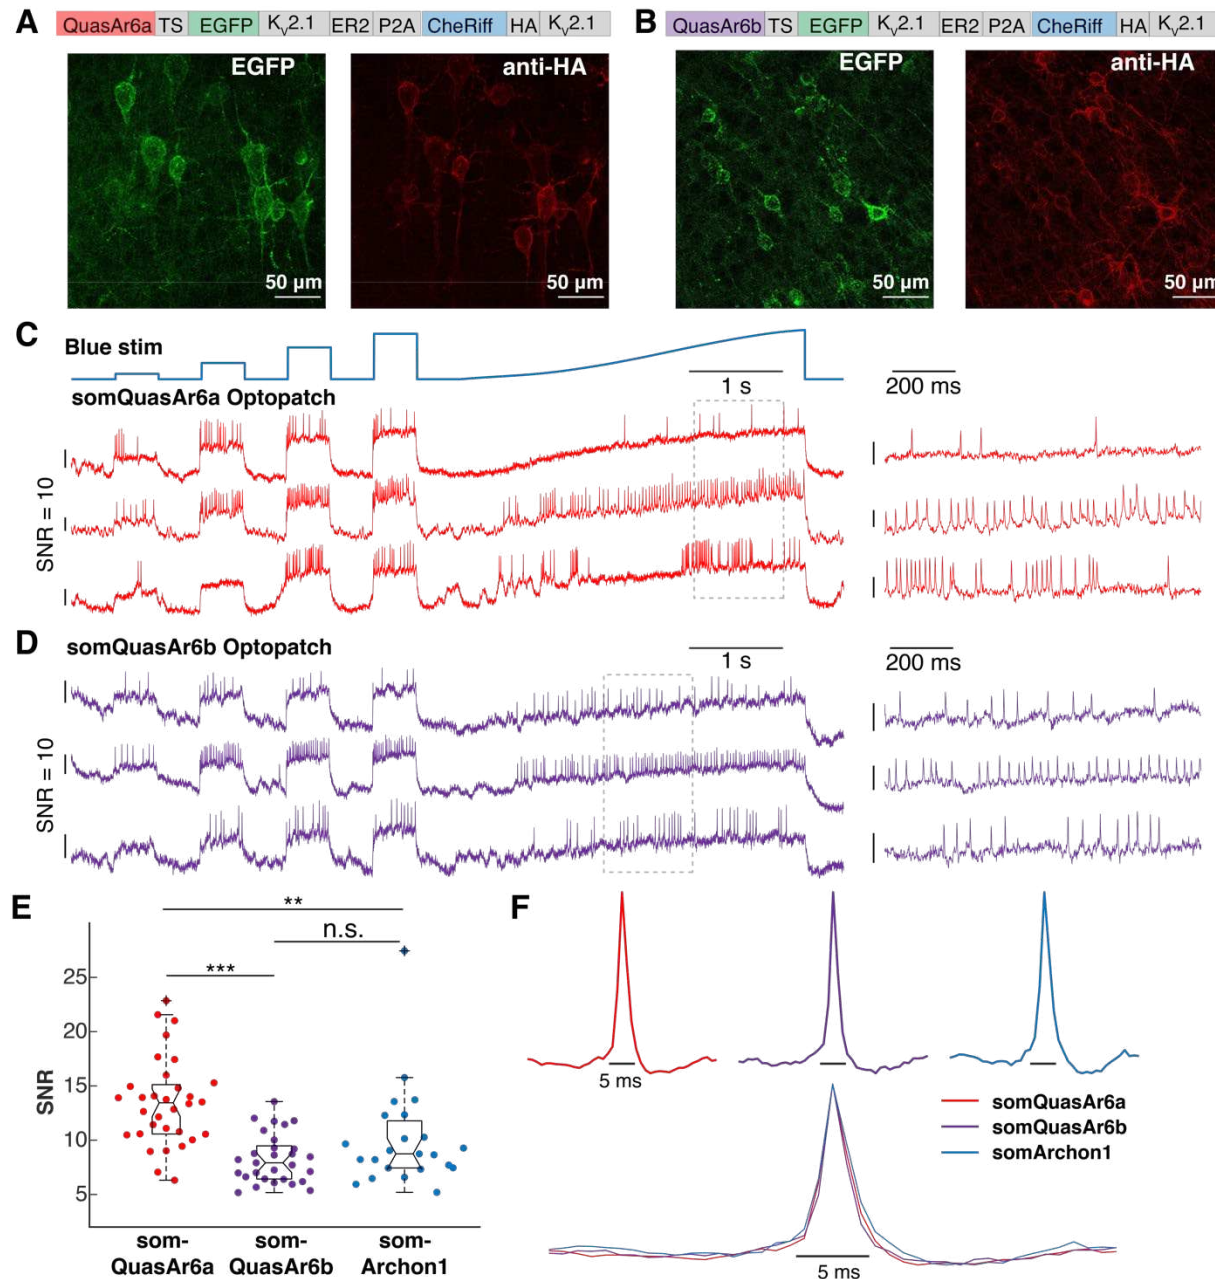 A QuasAr6a TS EGFP Kv2.1 ER2 P2A CheRiff HA Kv2.1
B QuasAr6b TS EGFP Kv2.1 ER2 P2A CheRiff HA Kv2.1
EGFP anti-HA EGFP anti-HA
50 µm 50 µm 50 µm 50 µm
C
Blue stim
1 s 200 ms
somQuasAr6a Optopatch
SNR = 10
D somQuasAr6b Optopatch
1 s 200 ms
SNR = 10
E
**
n.s.
***
25
20
15
10
5
SNR
som-QuasAr6a
som-QuasAr6b
som-Archon1
F
5 ms
somQuasAr6a
somQuasAr6b
somArchon1
5 ms